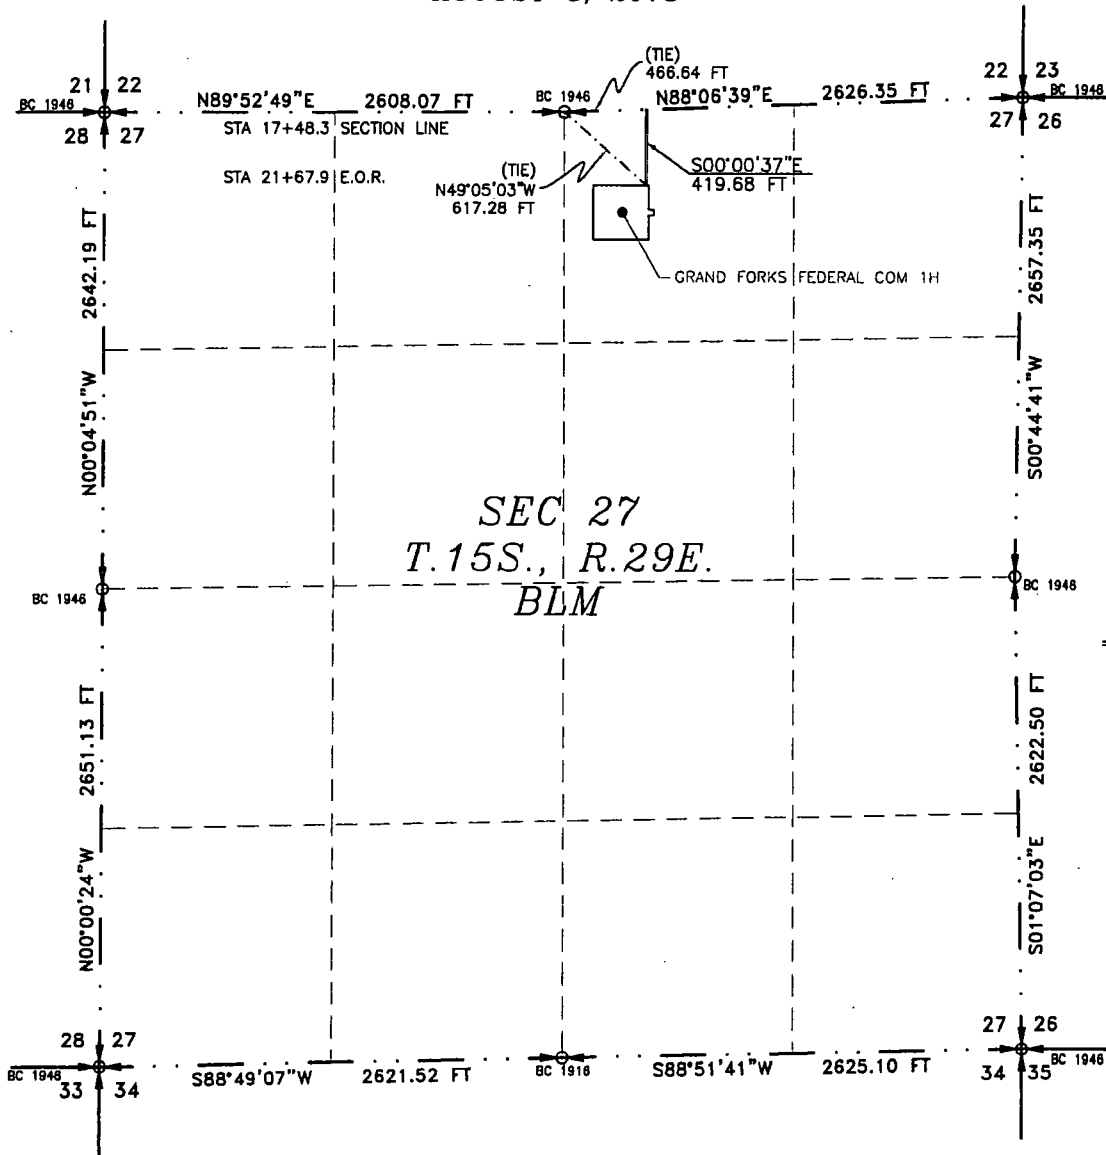 (TIE)
466.64 FT
21 22
22 23
BC 1946
N89°52'49"E 2608.07 FT
BC 1946
N88°06'39"E 2626.35 FT
BC 1946
28 27
27 26
STA 17+48.3 SECTION LINE
STA 21+67.9 E.O.R.
(TIE)
N49°05'03"W
617.28 FT
S00°00'37"E
419.68 FT
GRAND FORKS FEDERAL COM 1H
2642.19 FT
2657.35 FT
N00°04'51"W
S00°44'41"W
SEC 27
T.15S., R.29E.
BLM
BC 1946
BC 1946
2651.13 FT
2622.50 FT
N00°00'24"W
S01°07'03"E
28 27
27 26
BC 1946
S88°49'07"W 2621.52 FT
BC 1916
S88°51'41"W 2625.10 FT
BC 1946
33 34
34 35